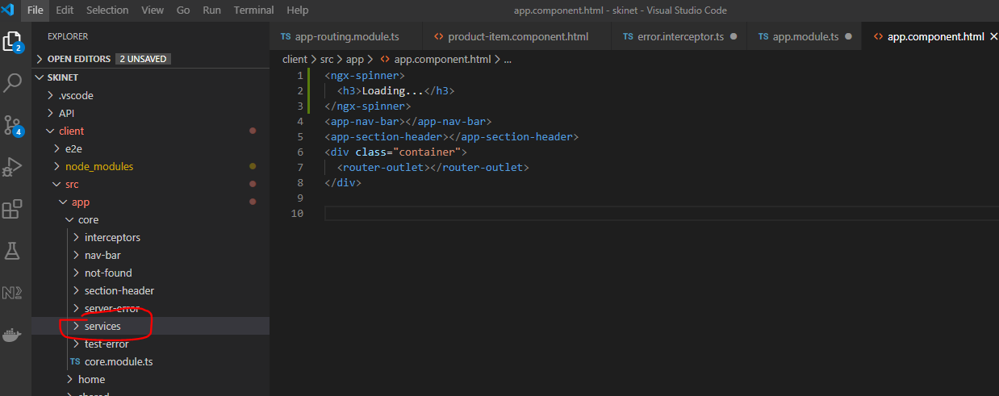 File Edit Selection View Go Run Terminal Help app.component.html - skinet - Visual Studio Code
EXPLORER
OPEN EDITORS 2 UNSAVED
SKINET
.vscode
API
client
e2e
node_modules
src
app
core
interceptors
nav-bar
not-found
section-header
server-error
services
test-error
TS core.module.ts
home
shared
2
4
N2
TS app-routing.module.ts <> product-item.component.html TS error.interceptor.ts TS app.module.ts <> app.component.html
client > src > app > <> app.component.html > ...
1 <ngx-spinner>
2 <h3>Loading...</h3>
3 </ngx-spinner>
4 <app-nav-bar></app-nav-bar>
5 <app-section-header></app-section-header>
6 <div class="container">
7 <router-outlet></router-outlet>
8 </div>
9
10